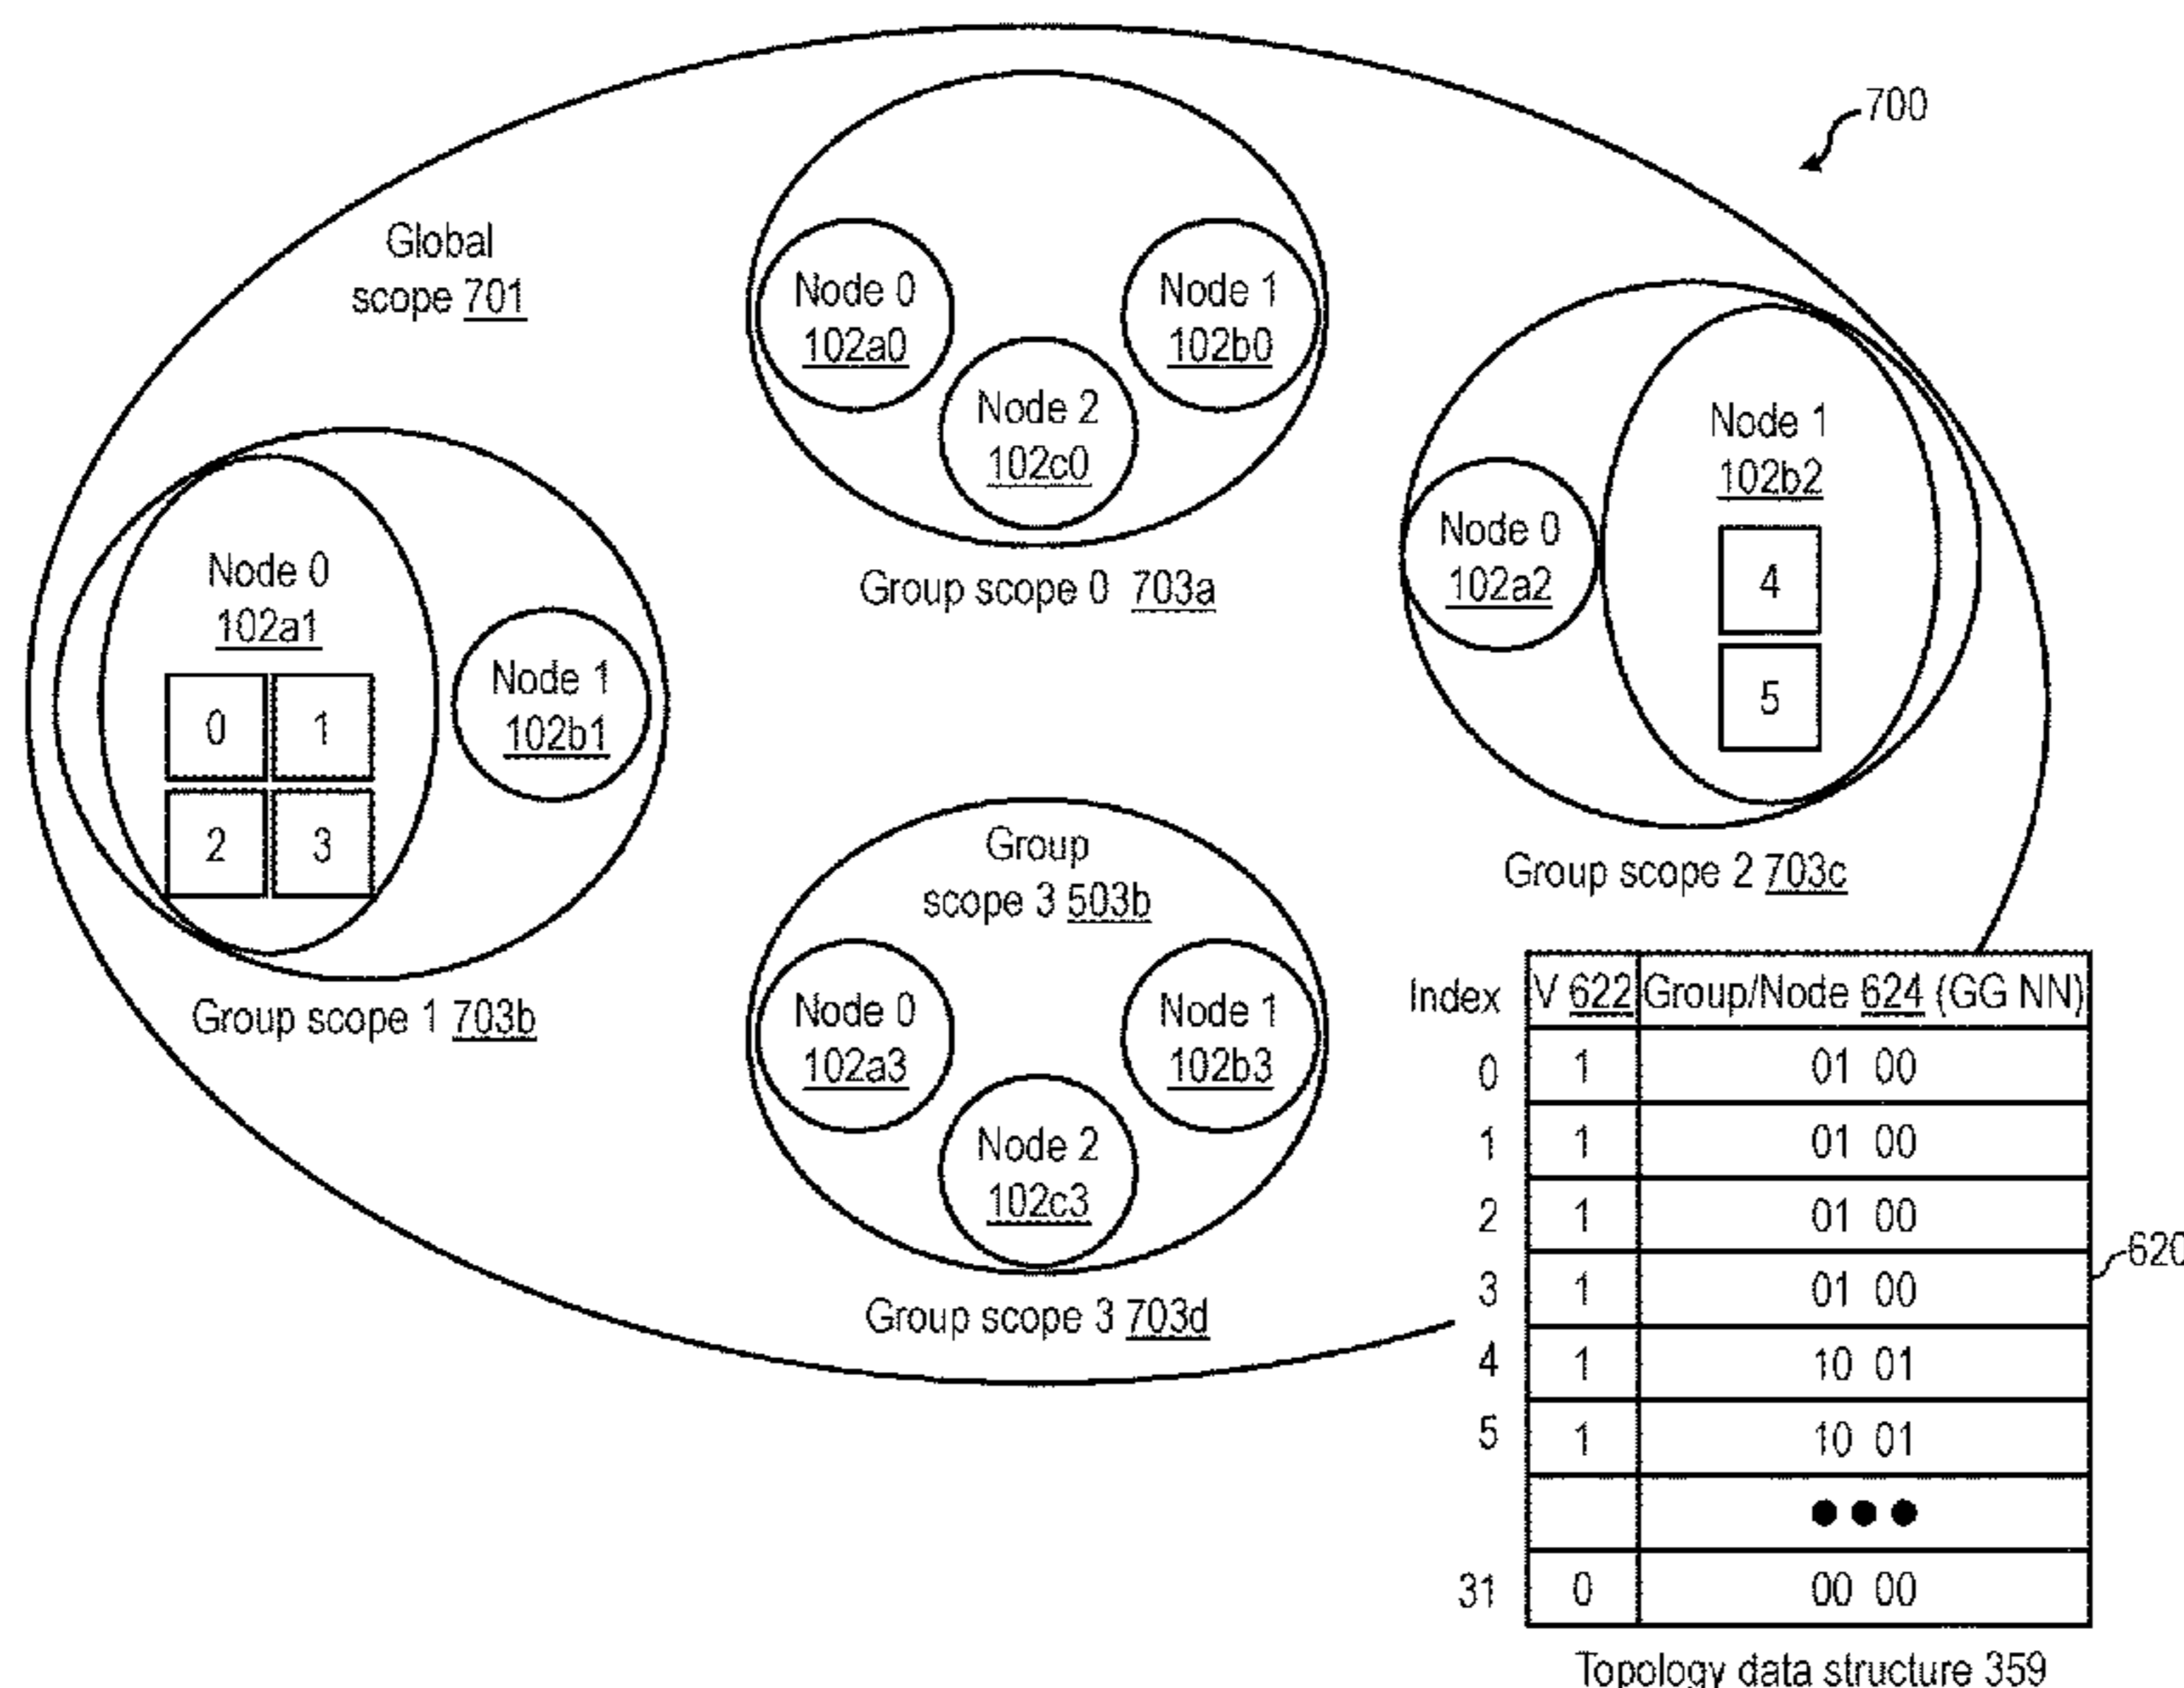 700
Global
scope 701
Node 0
102a0
Node 1
102b0
Node 2
102c0
Group scope 0 703a
Node 0
102a1
0 1
2 3
Node 1
102b1
Group scope 1 703b
Node 0
102a2
Node 1
102b2
4
5
Group scope 2 703c
Group
scope 3 503b
Node 0
102a3
Node 1
102b3
Node 2
102c3
Group scope 3 703d
Index V 622 Group/Node 624 (GG NN)
0 1 01 00
1 1 01 00
2 1 01 00
3 1 01 00
4 1 10 01
5 1 10 01
●●●
31 0 00 00
620
Topology data structure 359